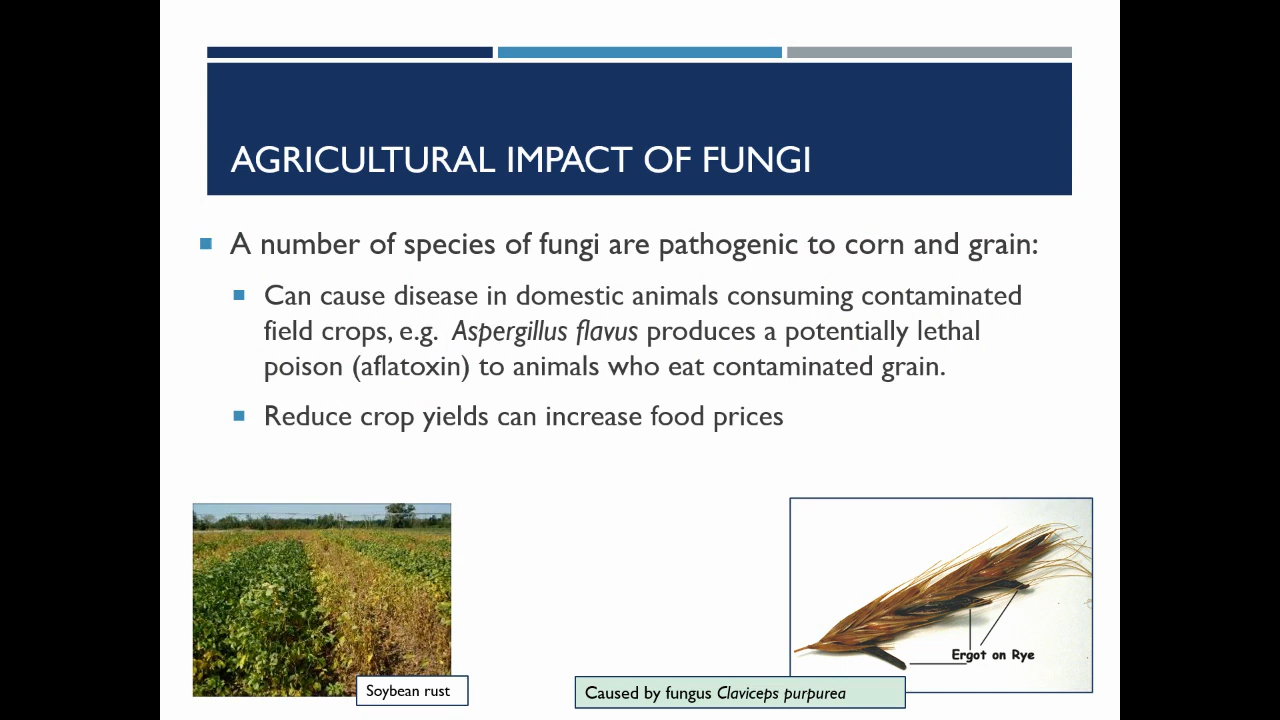 AGRICULTURAL IMPACT OF FUNGI
A number of species of fungi are pathogenic to corn and grain:
Can cause disease in domestic animals consuming contaminated
field crops, e.g. Aspergillus flavus produces a potentially lethal
poison (aflatoxin) to animals who eat contaminated grain.
Reduce crop yields can increase food prices
Ergot on Rye
Soybean rust
Caused by fungus Claviceps purpurea